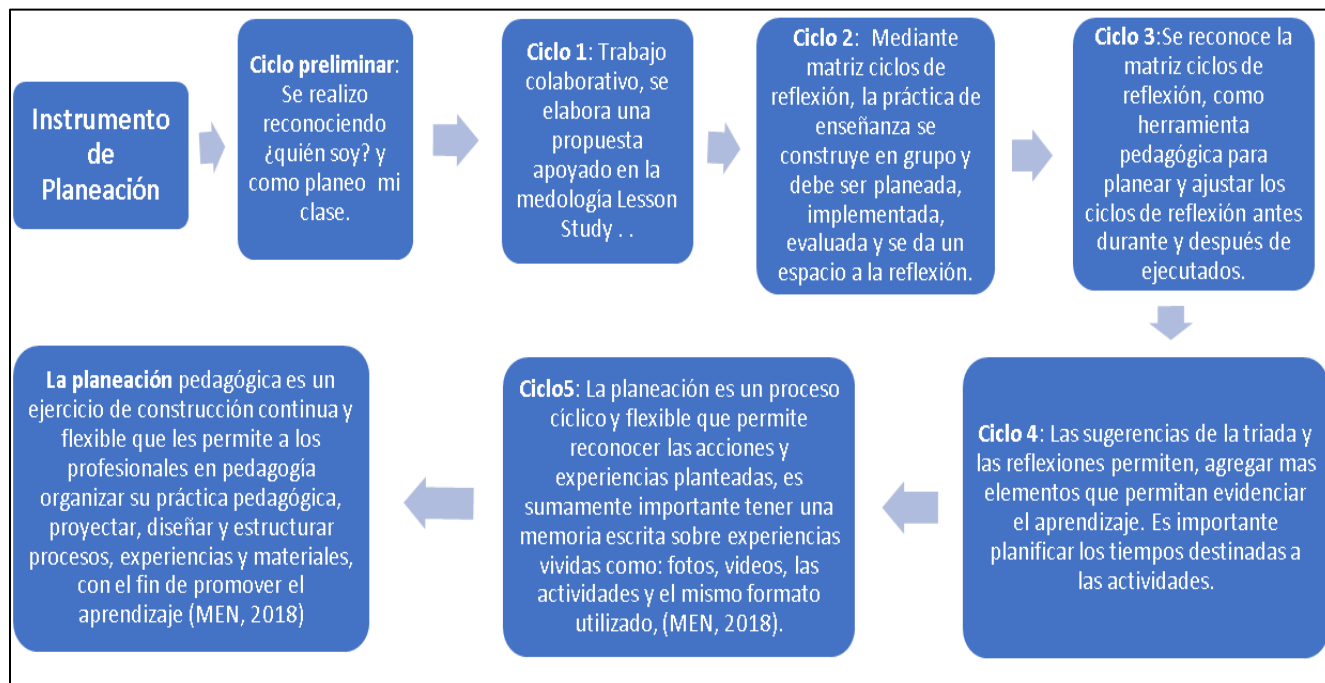 Instrumento
de
Planeación
Ciclo preliminar:
Se realizo
reconociendo
¿quién soy? y
como planeo mi
clase.
Ciclo 1: Trabajo
colaborativo, se
elabora una
propuesta
apoyado en la
medología Lesson
Study . .
Ciclo 2: Mediante
matriz ciclos de
reflexión, la práctica de
enseñanza se
construye en grupo y
debe ser planeada,
implementada,
evaluada y se da un
espacio a la reflexión.
Ciclo 3:Se reconoce la
matriz ciclos de
reflexión, como
herramienta
pedagógica para
planear y ajustar los
ciclos de reflexión antes
durante y después de
ejecutados.
Ciclo 4: Las sugerencias de la triada y
las reflexiones permiten, agregar mas
elementos que permitan evidenciar
el aprendizaje. Es importante
planificar los tiempos destinadas a
las actividades.
Ciclo5: La planeación es un proceso
cíclico y flexible que permite
reconocer las acciones y
experiencias planteadas, es
sumamente importante tener una
memoria escrita sobre experiencias
vividas como: fotos, videos, las
actividades y el mismo formato
utilizado, (MEN, 2018).
La planeación pedagógica es un
ejercicio de construcción continua y
flexible que les permite a los
profesionales en pedagogía
organizar su práctica pedagógica,
proyectar, diseñar y estructurar
procesos, experiencias y materiales,
con el fin de promover el
aprendizaje (MEN, 2018)